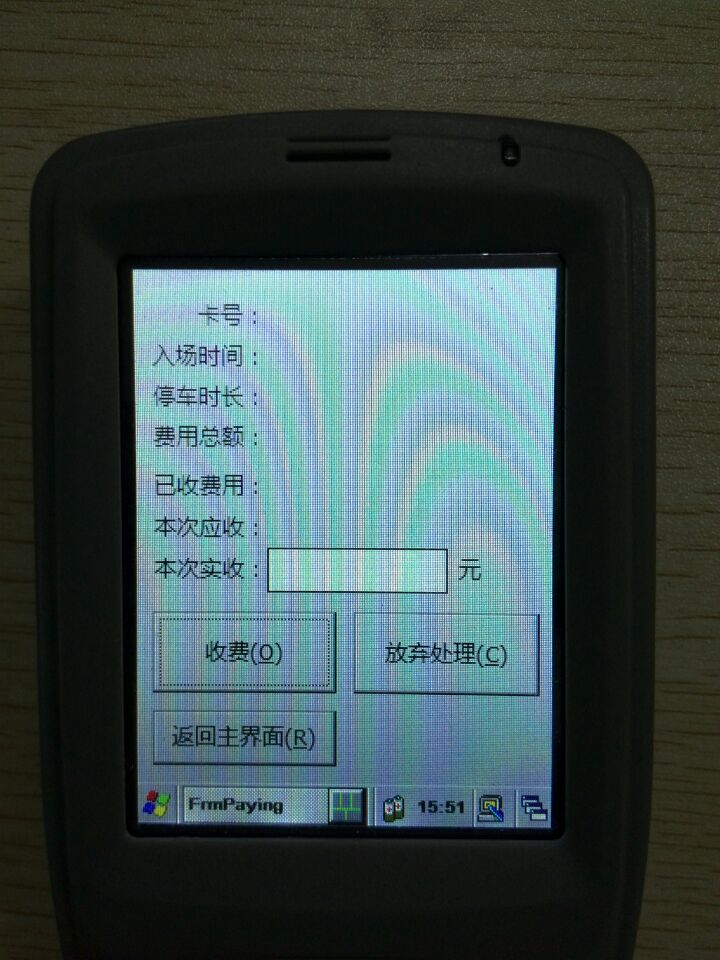 卡号：
入场时间：
停车时长：
费用总额：
已收费用：
本次应收：
本次实收： 元
收费(O) 放弃处理(C)
返回主界面(R)
FrmPaying 15:51